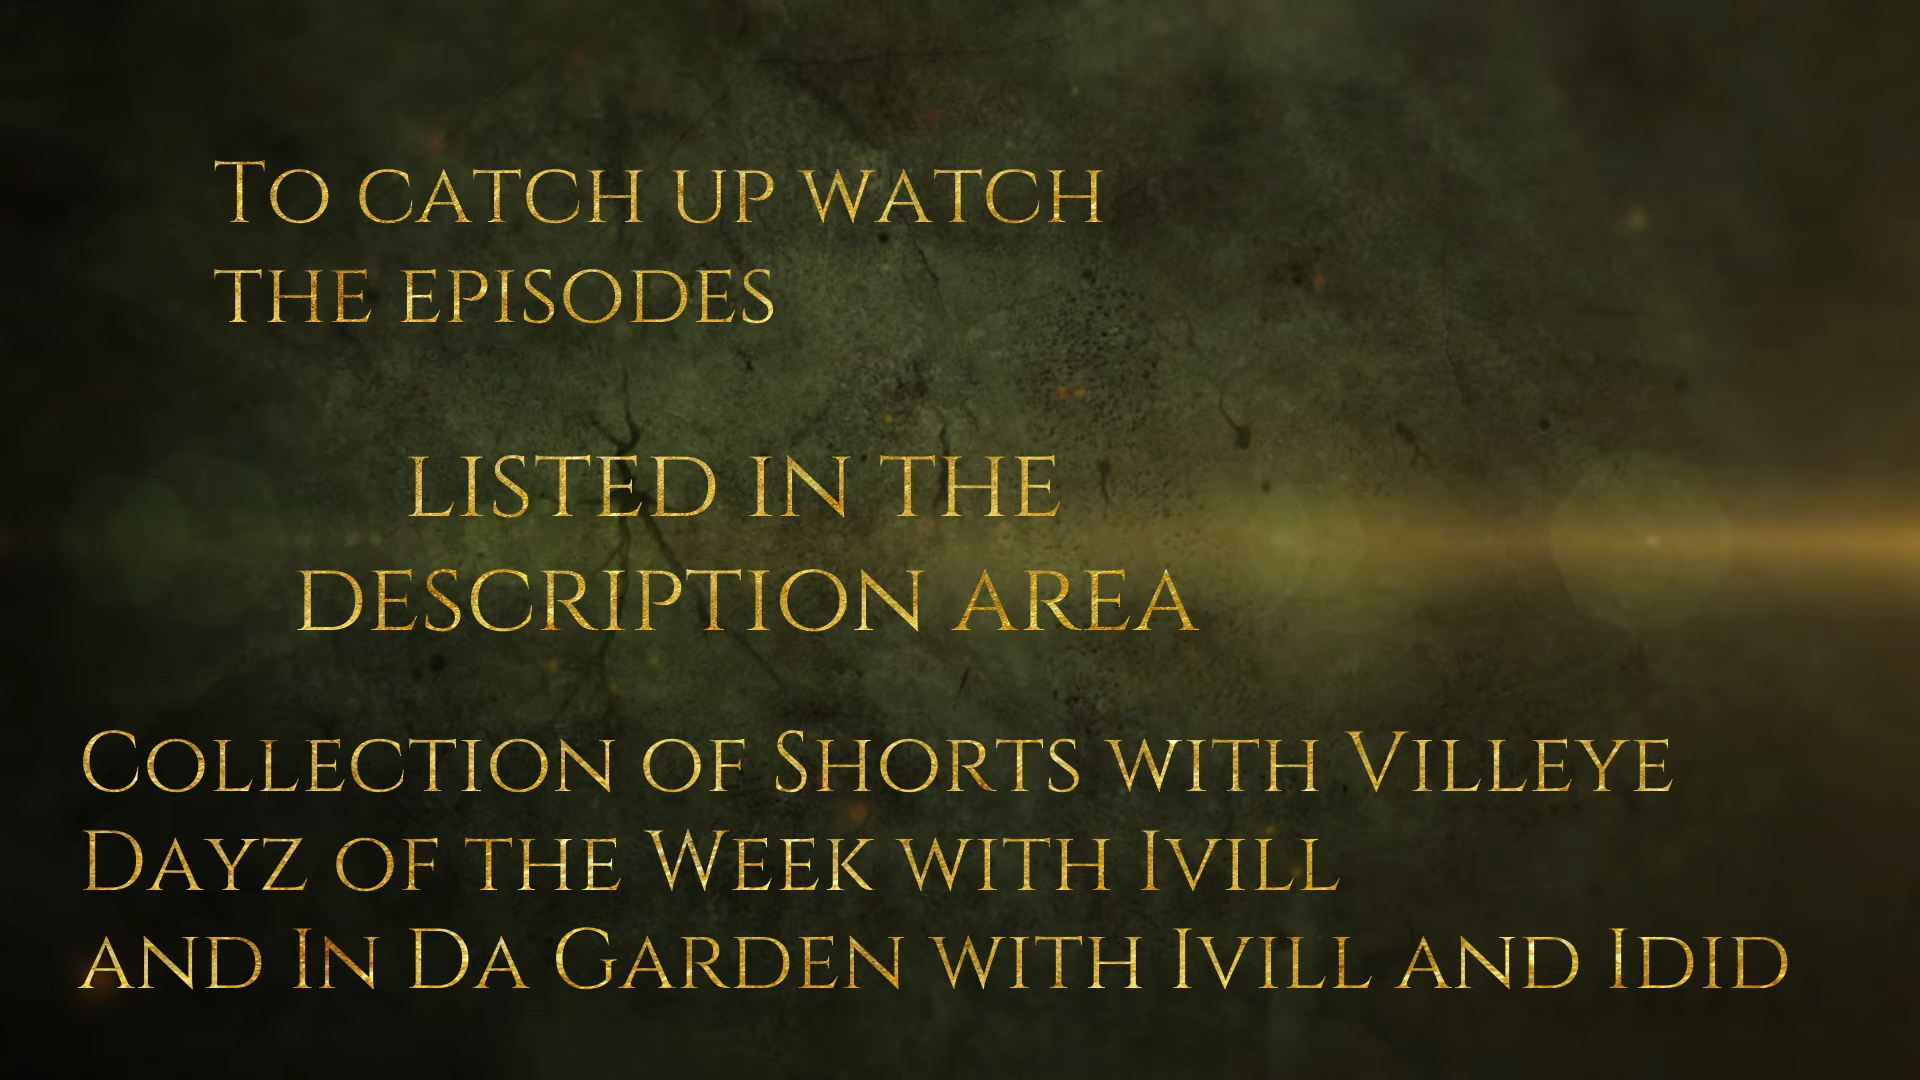 To catch up watch
the episodes
listed in the
description area
Collection of Shorts with Villeye
Dayz of the Week with Ivill
and In Da Garden with Ivill and Idid